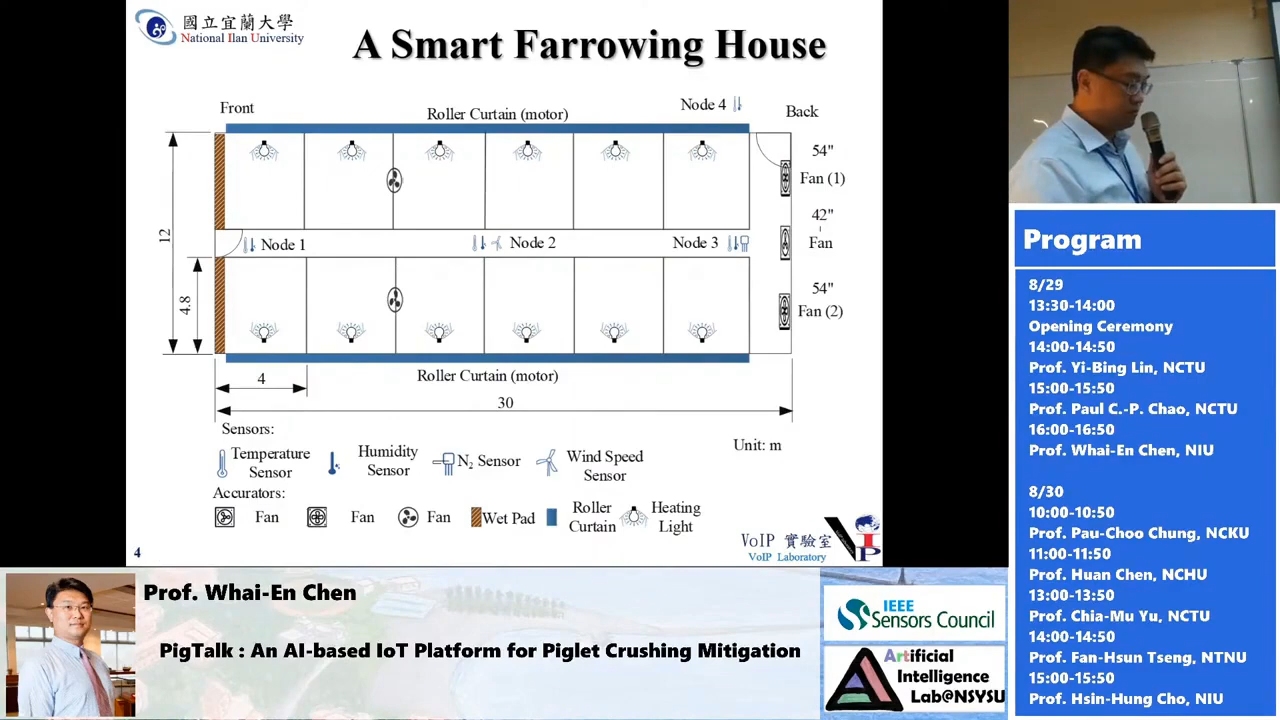 國立宜蘭大學
National Ilan University
A Smart Farrowing House
Front
Roller Curtain (motor)
Node 4
Back
54"
Fan (1)
42"
Fan
54"
Fan (2)
12
4.8
Node 1
Node 2
Node 3
4
Roller Curtain (motor)
30
Sensors:
Unit: m
Temperature
Sensor
Humidity
Sensor
N2 Sensor
Wind Speed
Sensor
Accurators:
Fan
Fan
Fan
Wet Pad
Roller
Curtain
Heating
Light
4
VoIP 實驗室
VoIP Laboratory
VIP
Program
8/29
13:30-14:00
Opening Ceremony
14:00-14:50
Prof. Yi-Bing Lin, NCTU
15:00-15:50
Prof. Paul C.-P. Chao, NCTU
16:00-16:50
Prof. Whai-En Chen, NIU
8/30
10:00-10:50
Prof. Pau-Choo Chung, NCKU
11:00-11:50
Prof. Huan Chen, NCHU
13:00-13:50
Prof. Chia-Mu Yu, NCTU
14:00-14:50
Prof. Fan-Hsun Tseng, NTNU
15:00-15:50
Prof. Hsin-Hung Cho, NIU
Prof. Whai-En Chen
PigTalk : An AI-based IoT Platform for Piglet Crushing Mitigation
IEEE
Sensors Council
Artificial
Intelligence
Lab@NSYSU